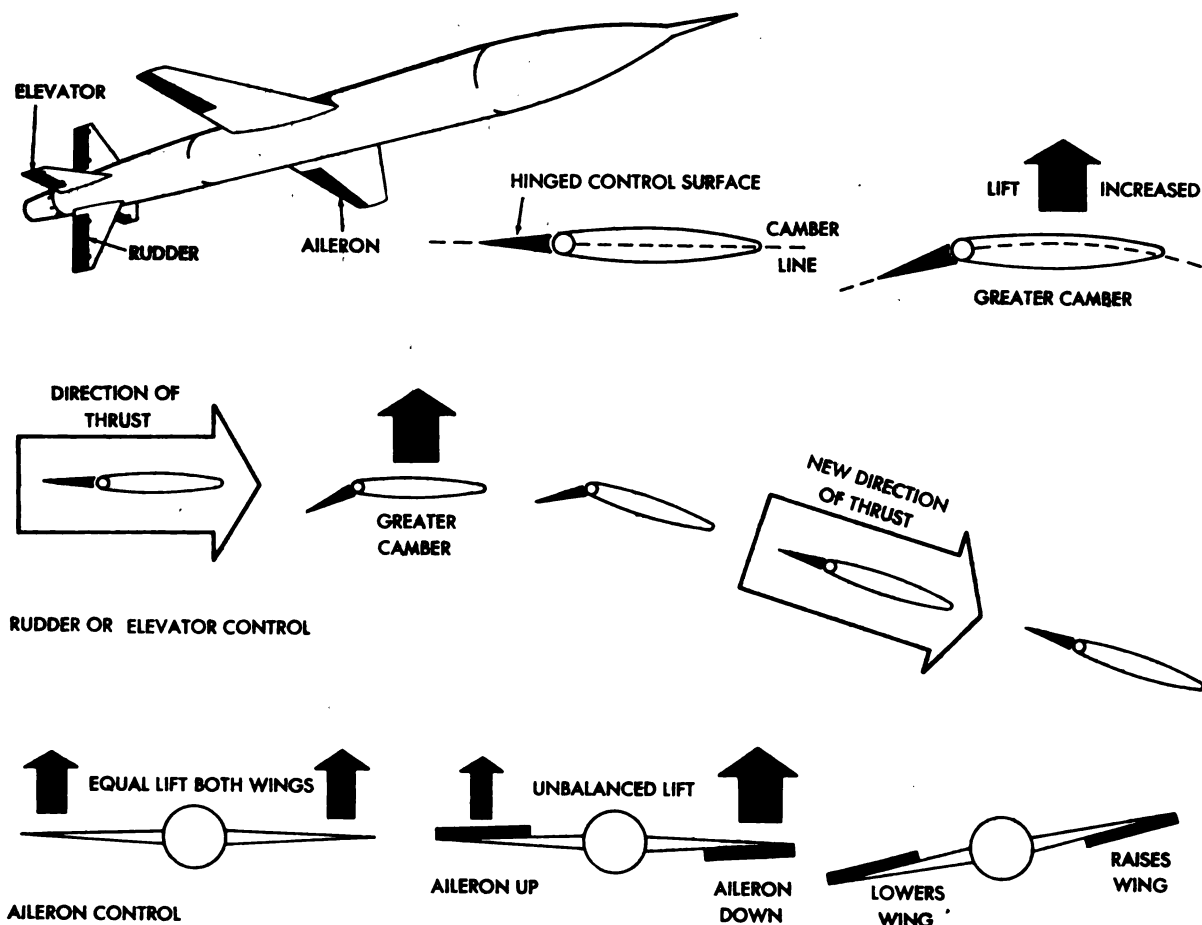 ELEVATOR
RUDDER
AILERON
HINGED CONTROL SURFACE
CAMBER
LINE
LIFT INCREASED
GREATER CAMBER
DIRECTION OF
THRUST
GREATER
CAMBER
NEW DIRECTION
OF THRUST
RUDDER OR ELEVATOR CONTROL
EQUAL LIFT BOTH WINGS
UNBALANCED LIFT
AILERON UP
AILERON
DOWN
LOWERS
WING
RAISES
WING
AILERON CONTROL